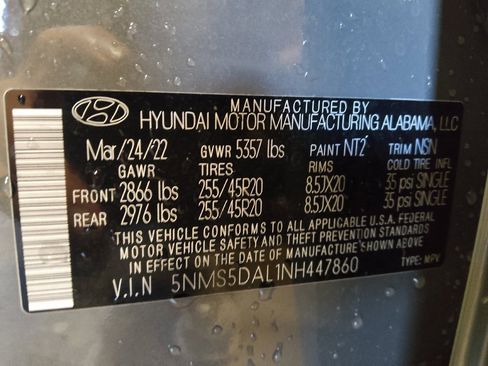 MANUFACTURED BY
HYUNDAI MOTOR MANUFACTURING ALABAMA, LLC
Mar/24/22 GVWR 5357 lbs PAINT NT2 TRIM NSN
GAWR TIRES RIMS COLD TIRE INFL
FRONT 2866 lbs 255/45R20 8.5JX20 35 psi SINGLE
REAR 2976 lbs 255/45R20 8.5JX20 35 psi SINGLE
THIS VEHICLE CONFORMS TO ALL APPLICABLE U.S.A. FEDERAL
MOTOR VEHICLE SAFETY AND THEFT PREVENTION STANDARDS
IN EFFECT ON THE DATE OF MANUFACTURE SHOWN ABOVE.
V.I.N 5NMS5DAL1NH447860 TYPE: MPV